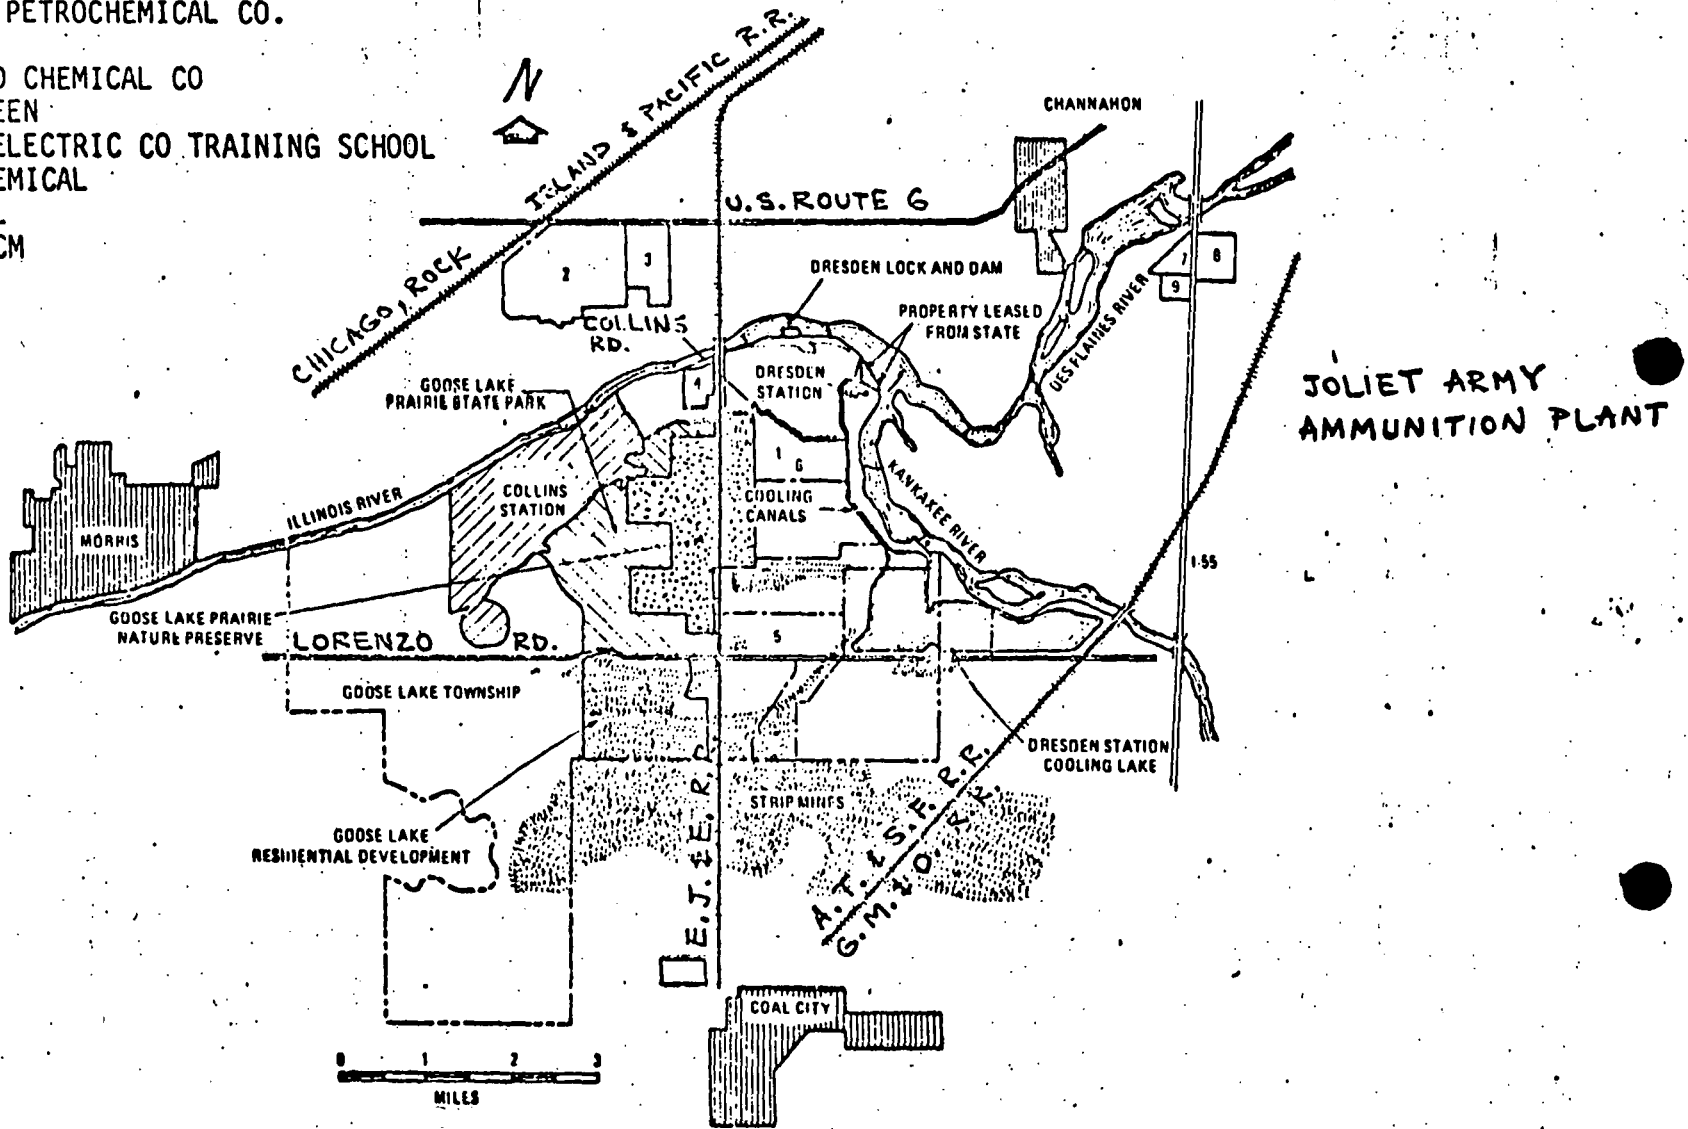 PETROCHEMICAL CO.
CHEMICAL CO
EEN
ELECTRIC CO TRAINING SCHOOL
EMICAL
CM
N
CHICAGO, ROCK ISLAND & PACIFIC R.R.
CHANNAHON
U.S. ROUTE 6
2
3
7
8
9
DRESDEN LOCK AND DAM
PROPERTY LEASED
FROM STATE
COLLINS
RD.
DES PLAINES RIVER
JOLIET ARMY
AMMUNITION PLANT
GOOSE LAKE
PRAIRIE STATE PARK
DRESDEN
STATION
COLLINS
STATION
ILLINOIS RIVER
MORRIS
6
COOLING
CANALS
KANKAKEE RIVER
I-55
GOOSE LAKE PRAIRIE
NATURE PRESERVE
5
LORENZO RD.
GOOSE LAKE TOWNSHIP
DRESDEN STATION
COOLING LAKE
STRIP MINES
GOOSE LAKE
RESIDENTIAL DEVELOPMENT
E.J. & E. R.R.
A.T. & S.F. R.R.
G.M. & O. R.R.
COAL CITY
0 1 2 3
MILES